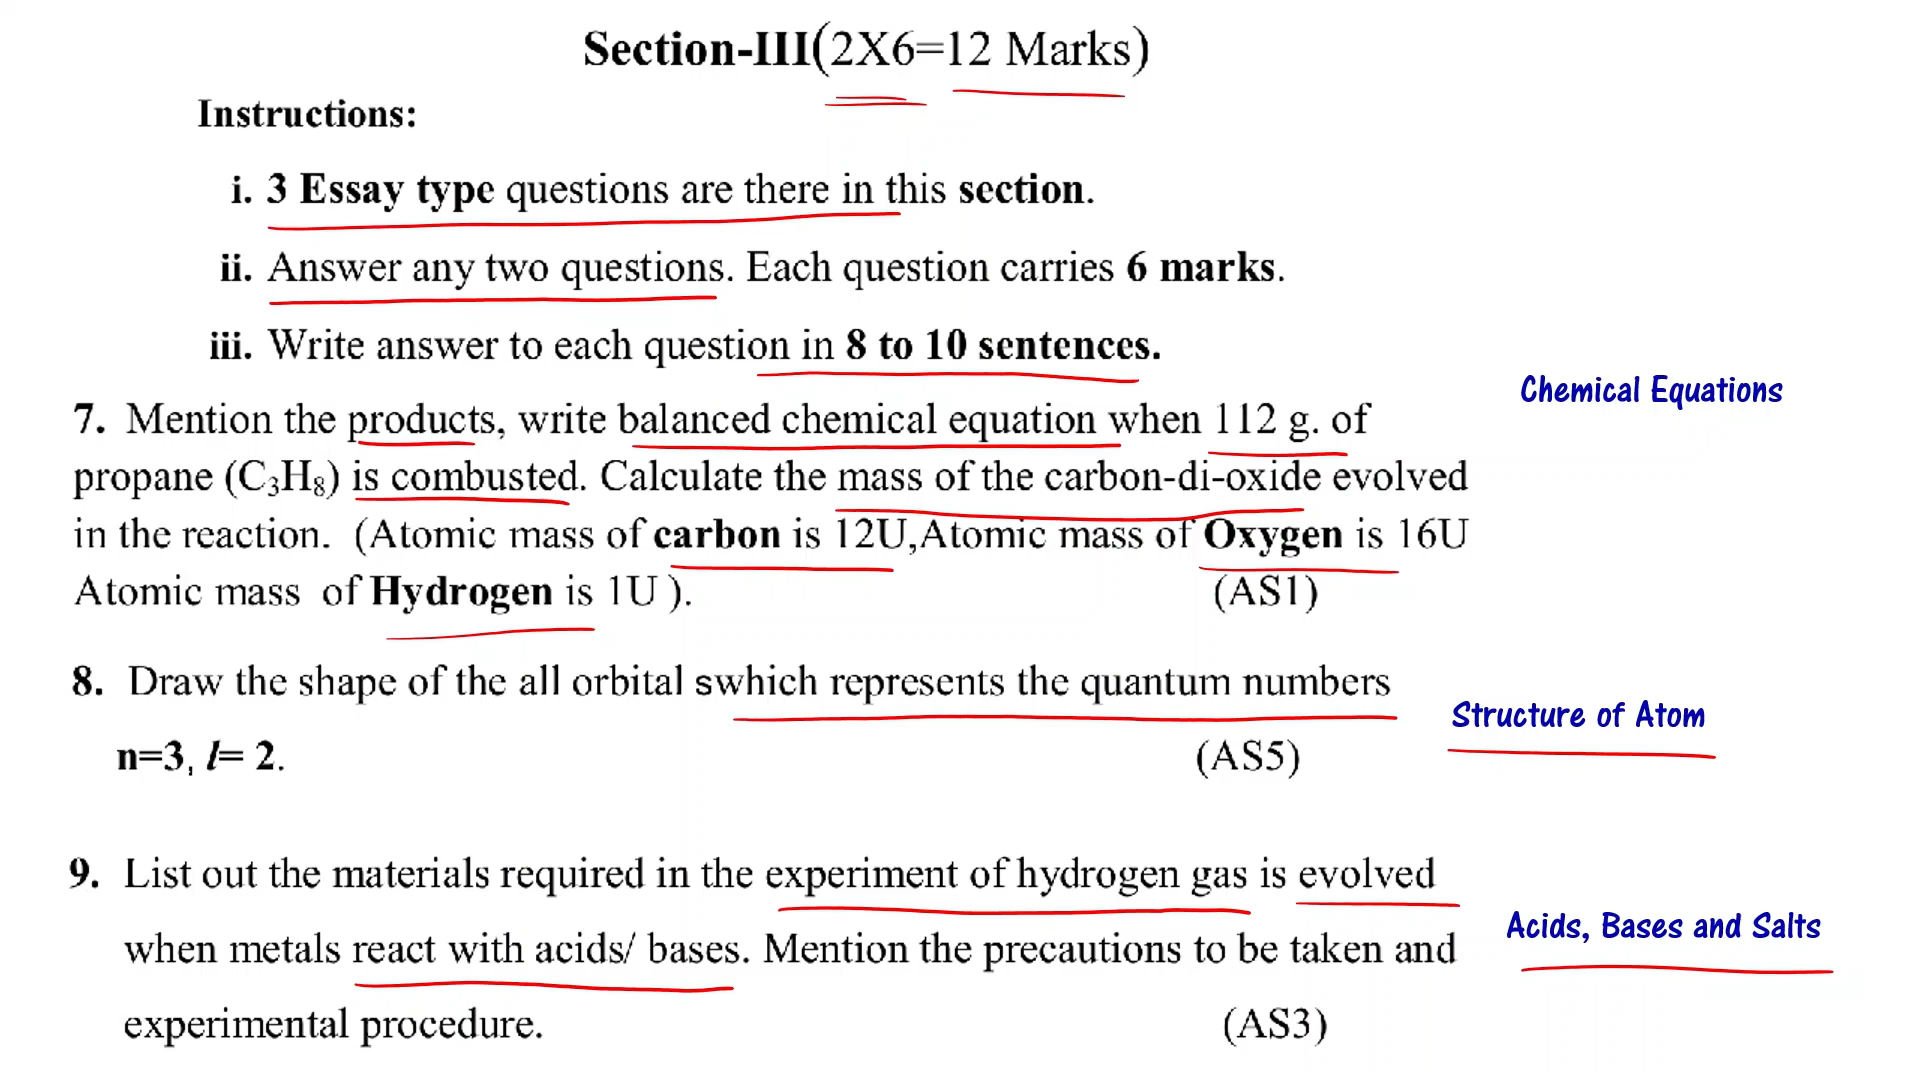 Section-III(2X6=12 Marks)
Instructions:
i. 3 Essay type questions are there in this section.
ii. Answer any two questions. Each question carries 6 marks.
iii. Write answer to each question in 8 to 10 sentences.
Chemical Equations
7. Mention the products, write balanced chemical equation when 112 g. of
propane (C₃H₈) is combusted. Calculate the mass of the carbon-di-oxide evolved
in the reaction. (Atomic mass of carbon is 12U,Atomic mass of Oxygen is 16U
Atomic mass of Hydrogen is 1U ). (AS1)
8. Draw the shape of the all orbital swhich represents the quantum numbers
Structure of Atom
n=3, l= 2. (AS5)
9. List out the materials required in the experiment of hydrogen gas is evolved
Acids, Bases and Salts
when metals react with acids/ bases. Mention the precautions to be taken and
experimental procedure. (AS3)